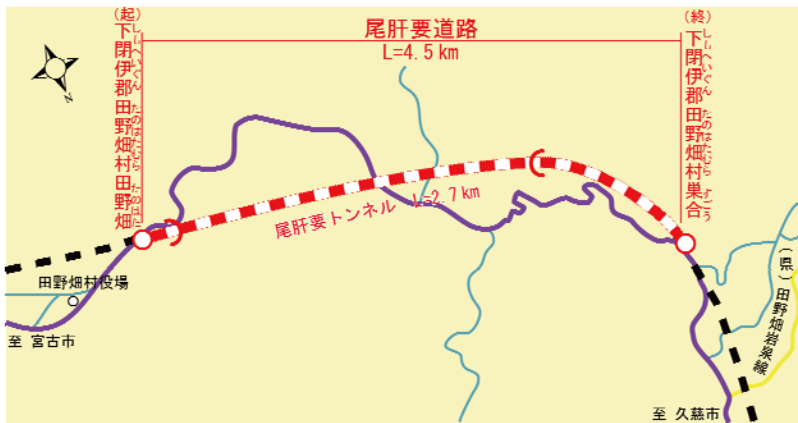 尾肝要道路
L=4.5 km
(起)
下閉伊郡田野畑村田野畑
しもへいぐん たのはたむら たのはた
(終)
下閉伊郡田野畑村巣合
しもへいぐん たのはたむら すごう
N
尾肝要トンネル L=2.7 km
田野畑村役場
至 宮古市
(県)田野畑岩泉線
至 久慈市